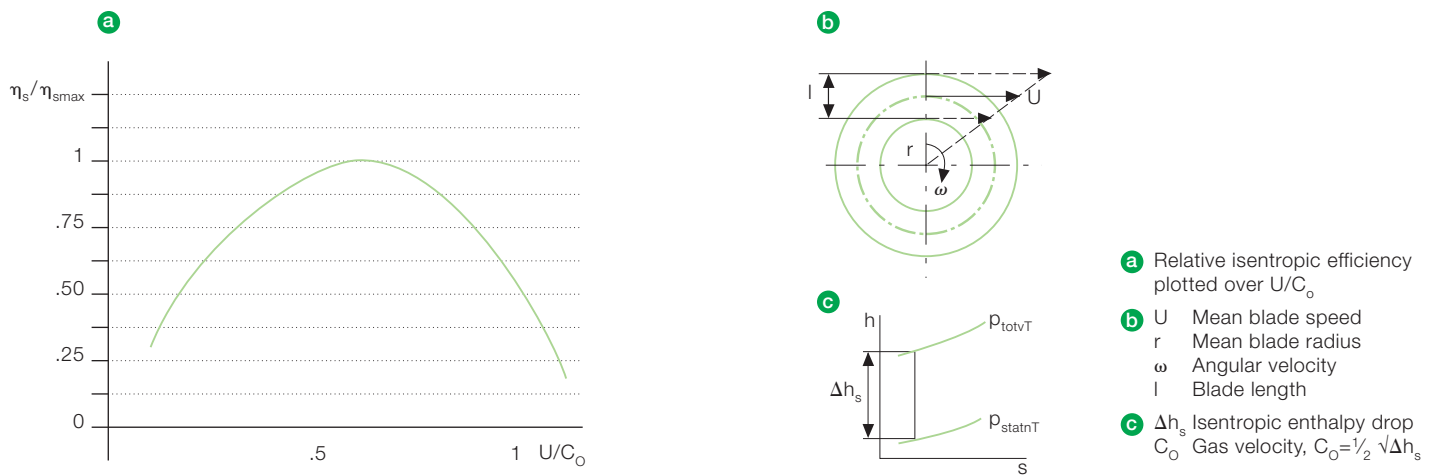 a
ηs/ηsmax
1
.75
.50
.25
0
.5
1
U/CO
b
l
U
r
ω
c
h
ptotvT
Δhs
pstatnT
s
a Relative isentropic efficiency
plotted over U/Co
b U Mean blade speed
r Mean blade radius
ω Angular velocity
l Blade length
c Δhs Isentropic enthalpy drop
CO Gas velocity, CO=½ √Δhs